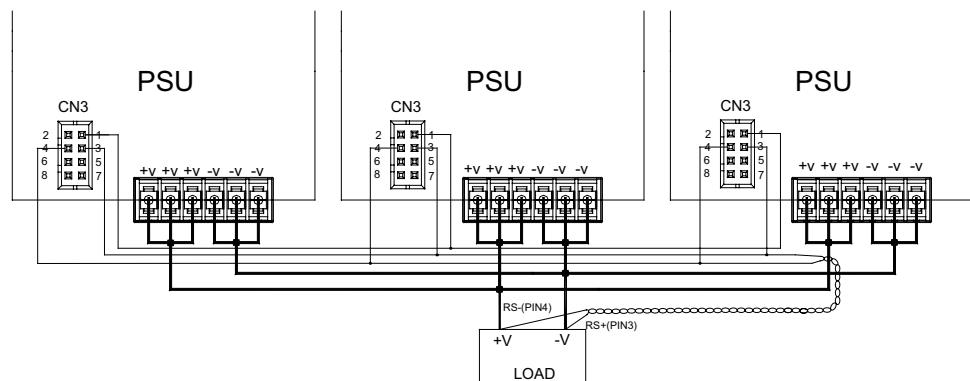 PSU PSU PSU
CN3 CN3 CN3
2 1 2 1 2 1
4 3 4 3 4 3
6 5 6 5 6 5
8 7 8 7 8 7
+V +V +V -V -V -V +V +V +V -V -V -V +V +V +V -V -V -V
RS-(PIN4)
RS+(PIN3)
+V -V
LOAD